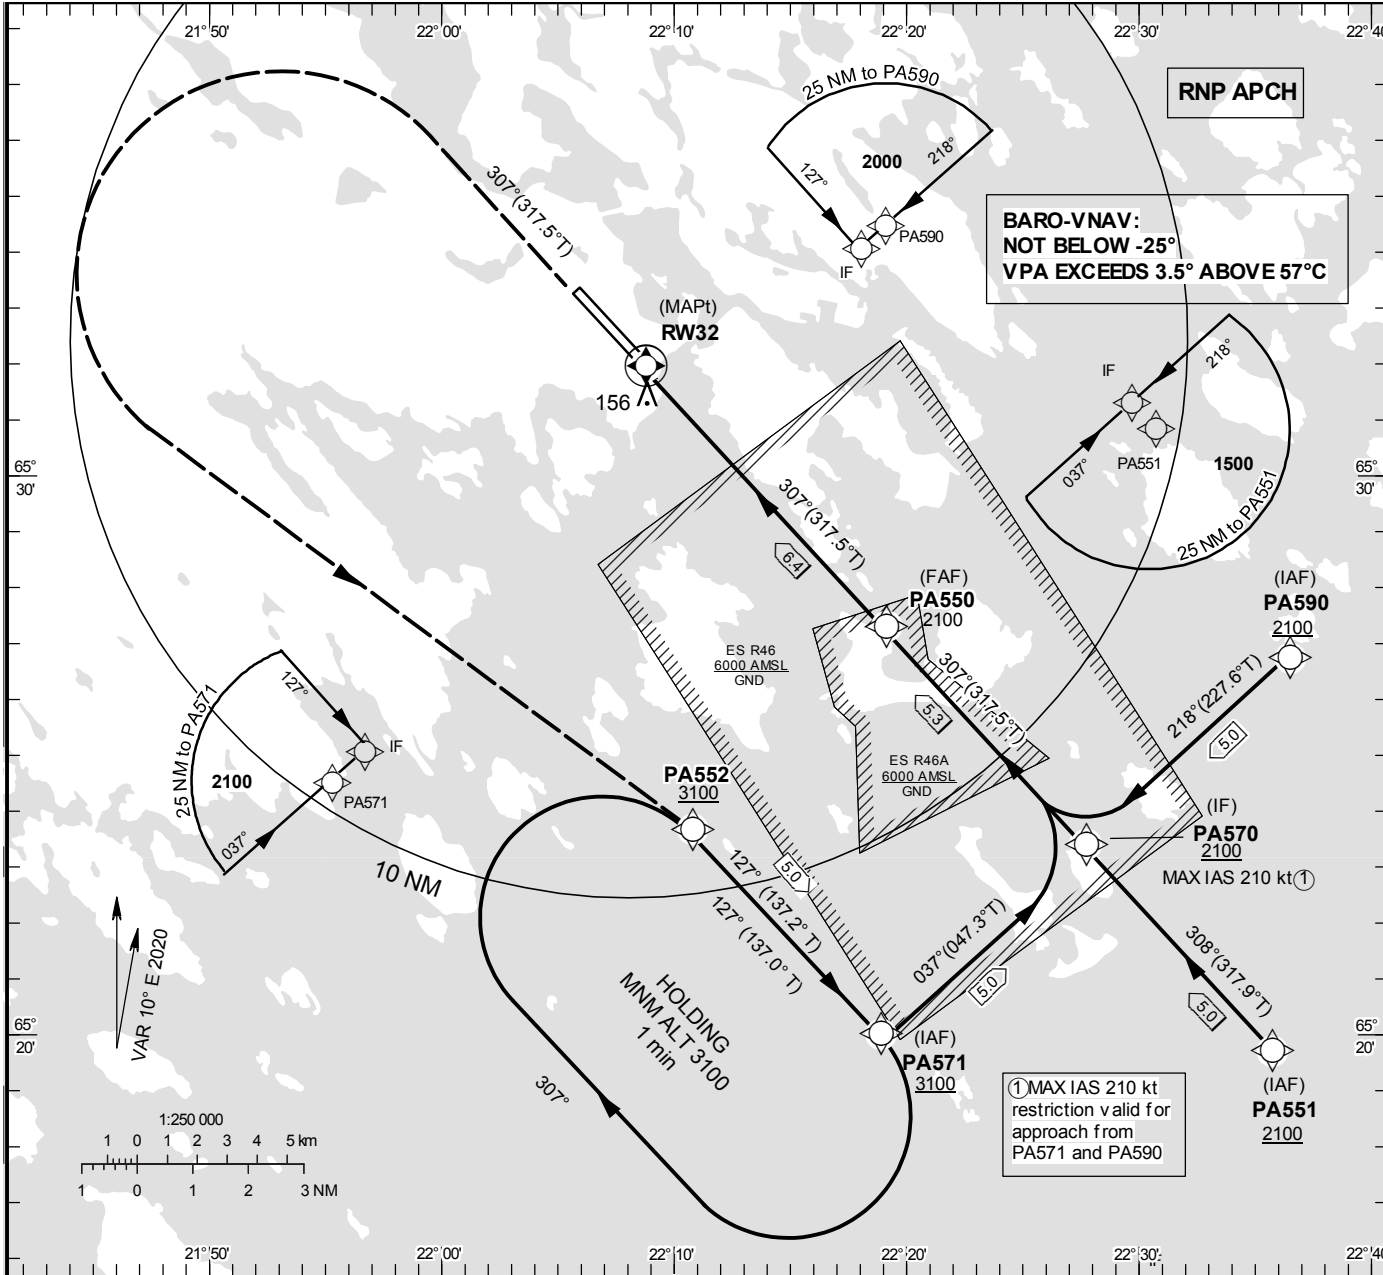 21°50'
22°00'
22°10'
22°20'
22°30'
22°40
25 NM to PA590
2000
127°
218°
PA590
IF
RNP APCH
BARO-VNAV:
NOT BELOW -25°
VPA EXCEEDS 3.5° ABOVE 57°C
307°(317.5°T)
(MAPt)
RW32
156
IF
218°
037°
PA551
1500
25 NM to PA551
65°
30'
65°
30'
307°(317.5°T)
6.4
(FAF)
PA550
2100
(IAF)
PA590
2100
ES R46
6000 AMSL
GND
307°(317.5°T)
5.3
218°(227.6°T)
5.0
25 NM to PA571
127°
IF
2100
PA571
037°
ES R46A
6000 AMSL
GND
PA552
3100
(IF)
PA570
2100
MAX IAS 210 kt①
10 NM
5.0
127° (137.2° T)
127° (137.0° T)
037°(047.3°T)
5.0
308°(317.9°T)
5.0
VAR 10° E 2020
HOLDING
MNM ALT 3100
1 min
307°
65°
20'
65°
20'
(IAF)
PA571
3100
(IAF)
PA551
2100
①MAX IAS 210 kt
restriction valid for
approach from
PA571 and PA590
1:250 000
1 0 1 2 3 4 5 km
1 0 1 2 3 NM
21°50'
22°00'
22°10'
22°20'
22°30'
22°40